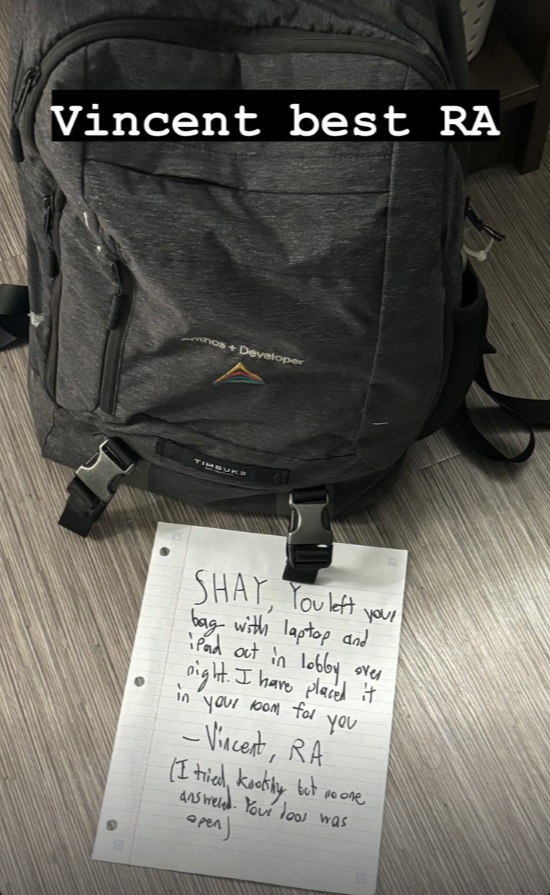 Vincent best RA
+ Developer
TIMBUK2
SHAY, You left your
bag with laptop and
iPad out in lobby over
night. I have placed it
in your room for you
- Vincent, RA
(I tried knocking but no one
answered. Your door was
open)